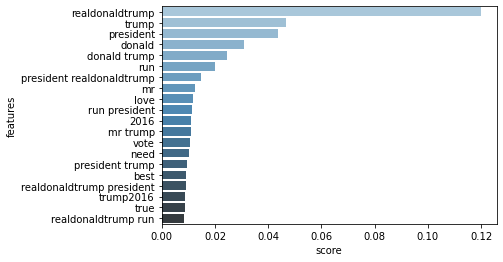 realdonaldtrump
trump
president
donald
donald trump
run
president realdonaldtrump
mr
love
run president
2016
mr trump
vote
need
president trump
best
realdonaldtrump president
trump2016
true
realdonaldtrump run
features
0.00 0.02 0.04 0.06 0.08 0.10 0.12
score